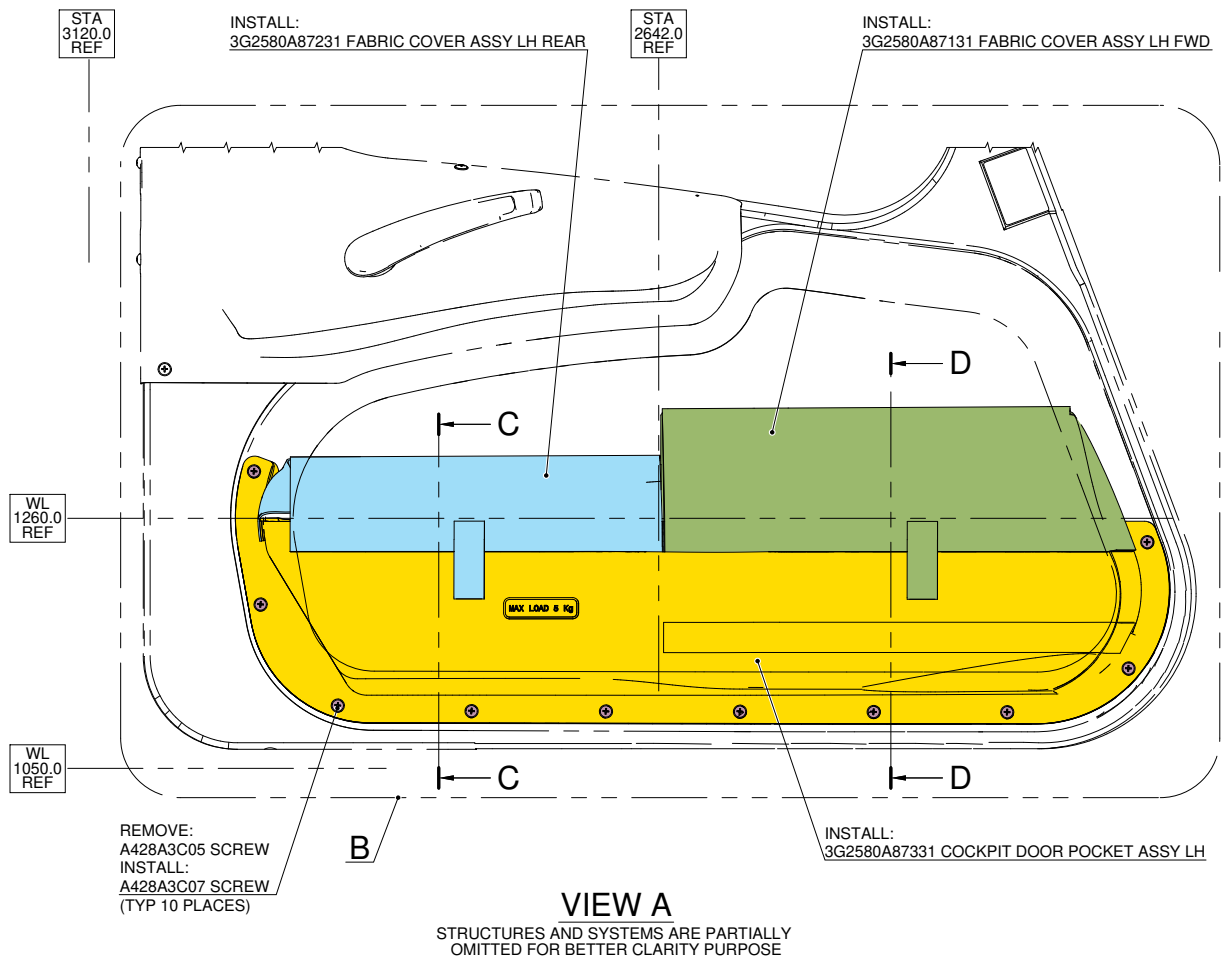 STA
3120.0
REF
INSTALL:
3G2580A87231 FABRIC COVER ASSY LH REAR
STA
2642.0
REF
INSTALL:
3G2580A87131 FABRIC COVER ASSY LH FWD
D
C
WL
1260.0
REF
MAX LOAD 5 Kg
WL
1050.0
REF
C
D
REMOVE:
A428A3C05 SCREW
INSTALL:
A428A3C07 SCREW
(TYP 10 PLACES)
B
INSTALL:
3G2580A87331 COCKPIT DOOR POCKET ASSY LH
VIEW A
STRUCTURES AND SYSTEMS ARE PARTIALLY
OMITTED FOR BETTER CLARITY PURPOSE